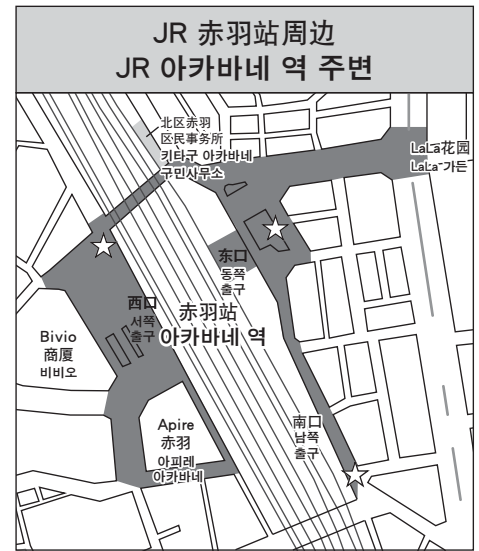 JR 赤羽站周边
JR 아카바네 역 주변
北区赤羽
区民事务所
키타구 아카바네
구민사무소
LaLa花园
LaLa 가든
东口
동쪽
출구
西口
서쪽
출구
赤羽站
아카바네 역
Bivio
商厦
비비오
Apire
赤羽
아피레
아카바네
南口
남쪽
출구